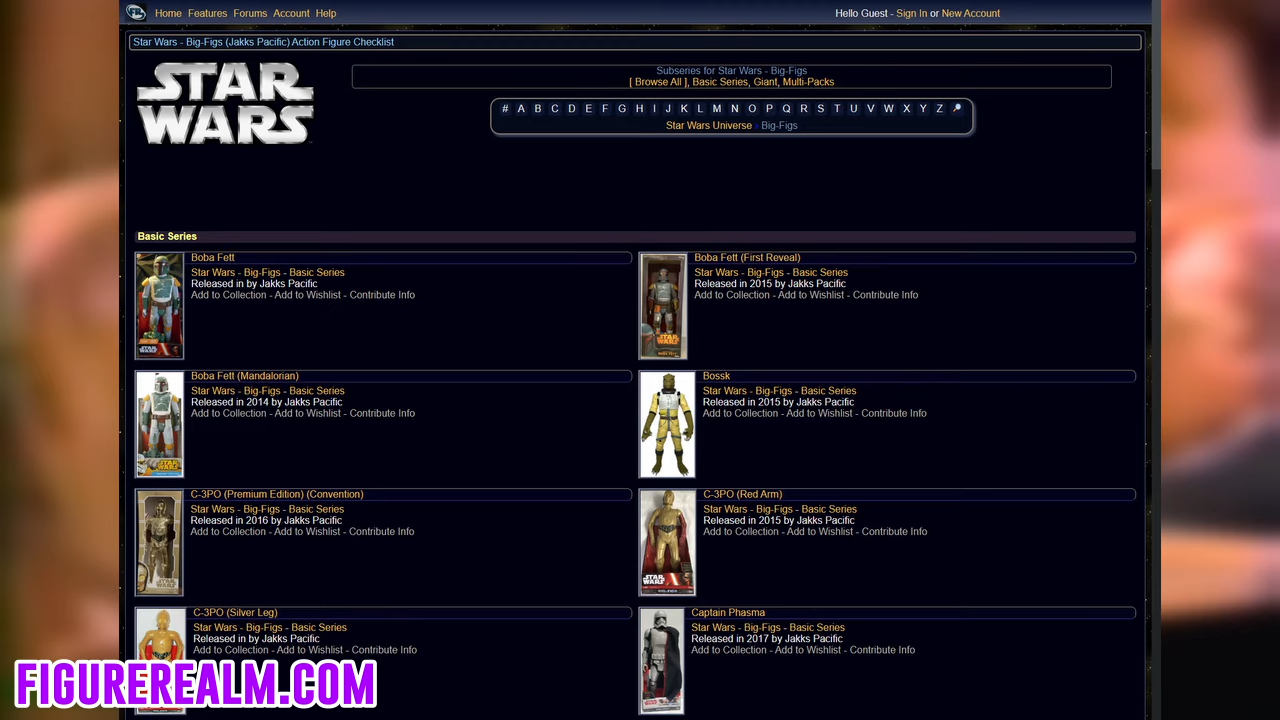 Home Features Forums Account Help
Hello Guest - Sign In or New Account
Star Wars - Big-Figs (Jakks Pacific) Action Figure Checklist
STAR WARS
Subseries for Star Wars - Big-Figs
[ Browse All ], Basic Series, Giant, Multi-Packs
# A B C D E F G H I J K L M N O P Q R S T U V W X Y Z
Star Wars Universe Big-Figs
Basic Series
Boba Fett
Star Wars - Big-Figs - Basic Series
Released in by Jakks Pacific
Add to Collection - Add to Wishlist - Contribute Info
Boba Fett (First Reveal)
Star Wars - Big-Figs - Basic Series
Released in 2015 by Jakks Pacific
Add to Collection - Add to Wishlist - Contribute Info
Boba Fett (Mandalorian)
Star Wars - Big-Figs - Basic Series
Released in 2014 by Jakks Pacific
Add to Collection - Add to Wishlist - Contribute Info
Bossk
Star Wars - Big-Figs - Basic Series
Released in 2015 by Jakks Pacific
Add to Collection - Add to Wishlist - Contribute Info
C-3PO (Premium Edition) (Convention)
Star Wars - Big-Figs - Basic Series
Released in 2016 by Jakks Pacific
Add to Collection - Add to Wishlist - Contribute Info
C-3PO (Red Arm)
Star Wars - Big-Figs - Basic Series
Released in 2015 by Jakks Pacific
Add to Collection - Add to Wishlist - Contribute Info
C-3PO (Silver Leg)
Star Wars - Big-Figs - Basic Series
Released in by Jakks Pacific
Add to Collection - Add to Wishlist - Contribute Info
Captain Phasma
Star Wars - Big-Figs - Basic Series
Released in 2017 by Jakks Pacific
Add to Collection - Add to Wishlist - Contribute Info
FIGUREREALM.COM